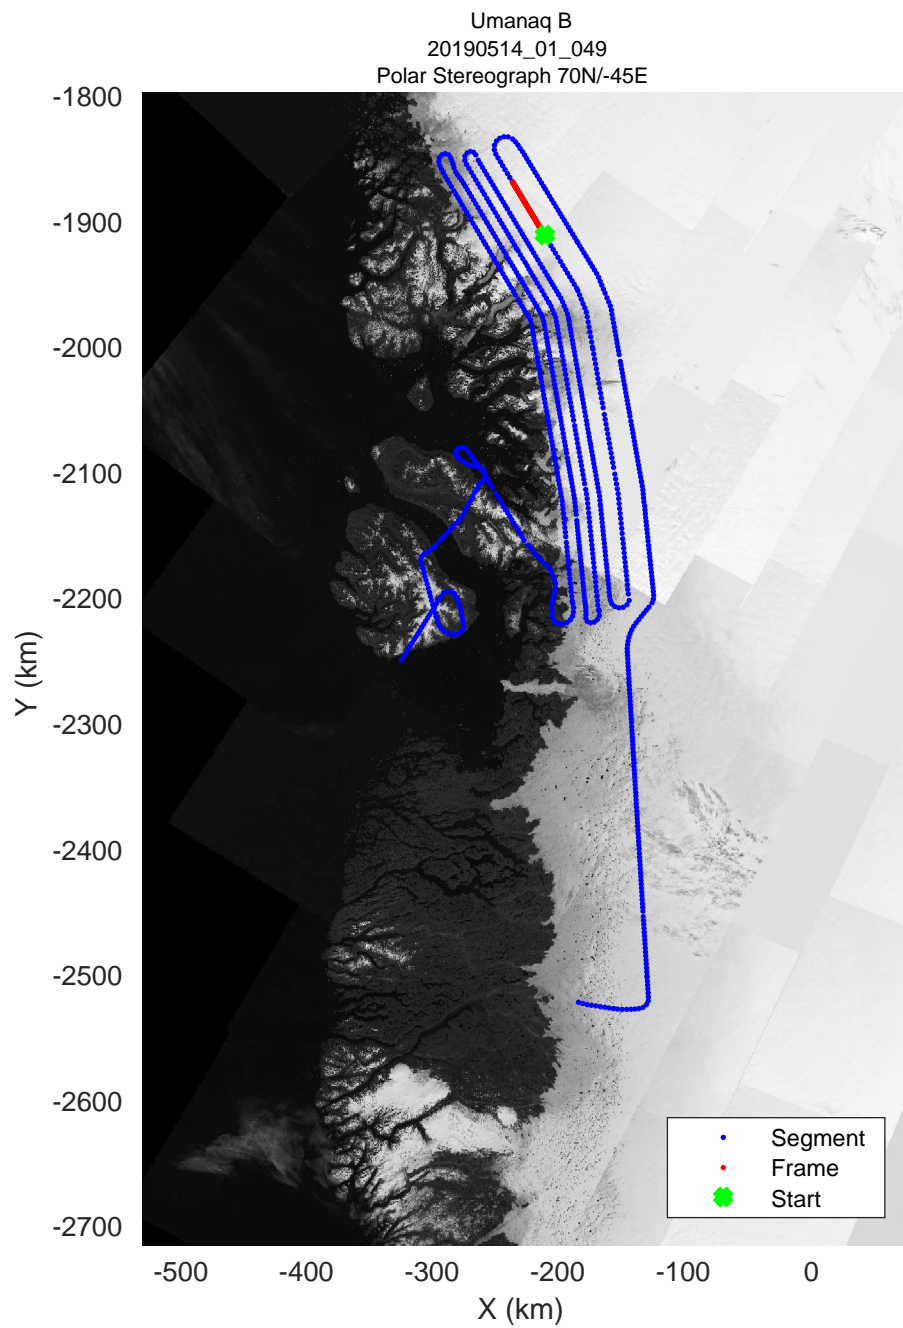 Umanaq B
20190514_01_049
Polar Stereograph 70N/-45E
-1800
-1900
-2000
-2100
-2200
-2300
-2400
-2500
-2600
-2700
Y (km)
Segment
Frame
Start
-500 -400 -300 -200 -100 0
X (km)